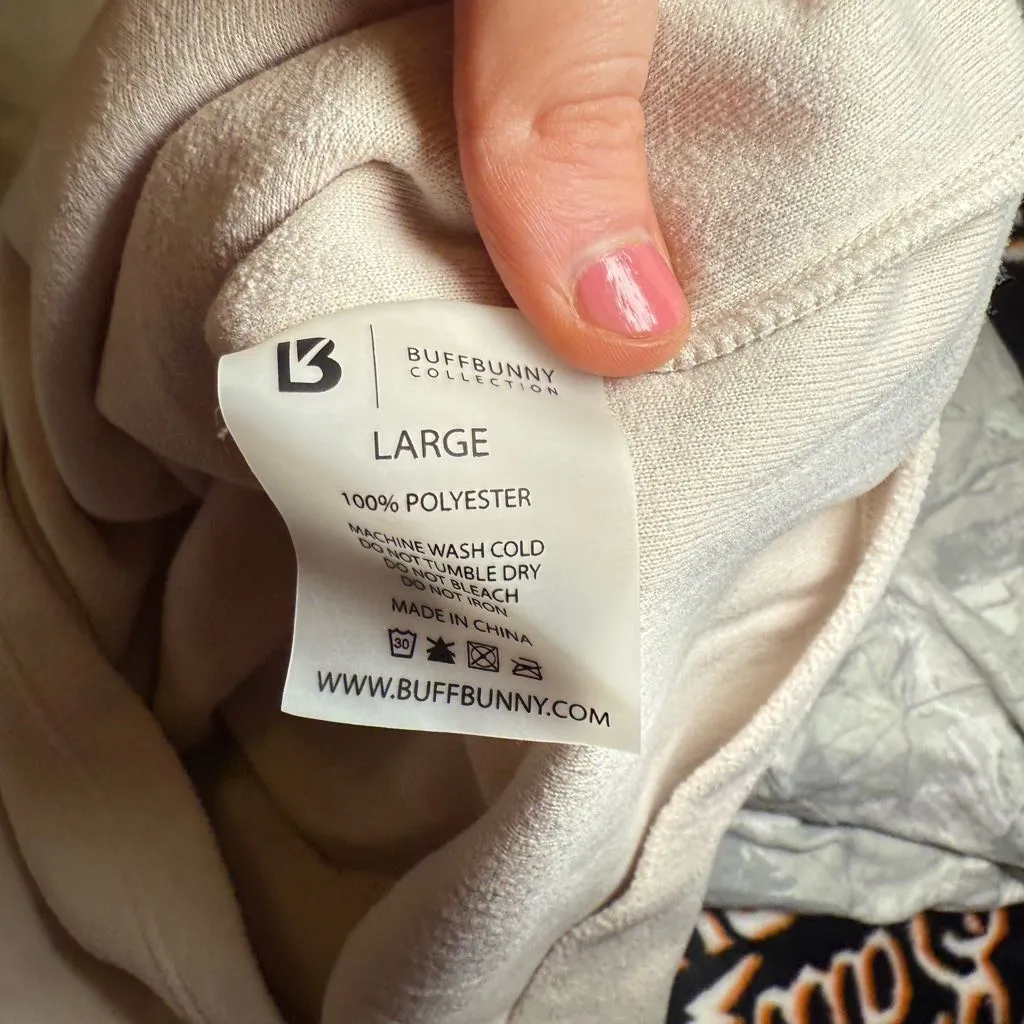 BUFFBUNNY
COLLECTION
LARGE
100% POLYESTER
MACHINE WASH COLD
DO NOT TUMBLE DRY
DO NOT BLEACH
DO NOT IRON
MADE IN CHINA
30
WWW.BUFFBUNNY.COM